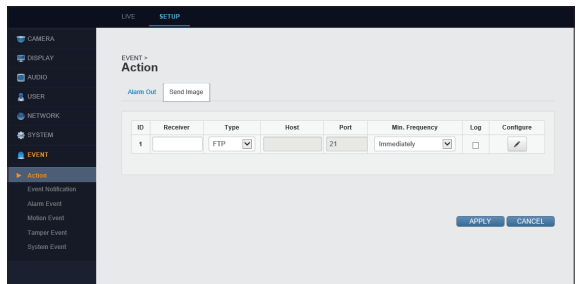 LIVE SETUP
CAMERA
DISPLAY
AUDIO
USER
NETWORK
SYSTEM
EVENT
Action
Event Notification
Alarm Event
Motion Event
Tamper Event
System Event
EVENT >
Action
Alarm Out Send Image
ID Receiver Type Host Port Min. Frequency Log Configure
1 FTP 21 Immediately
APPLY CANCEL